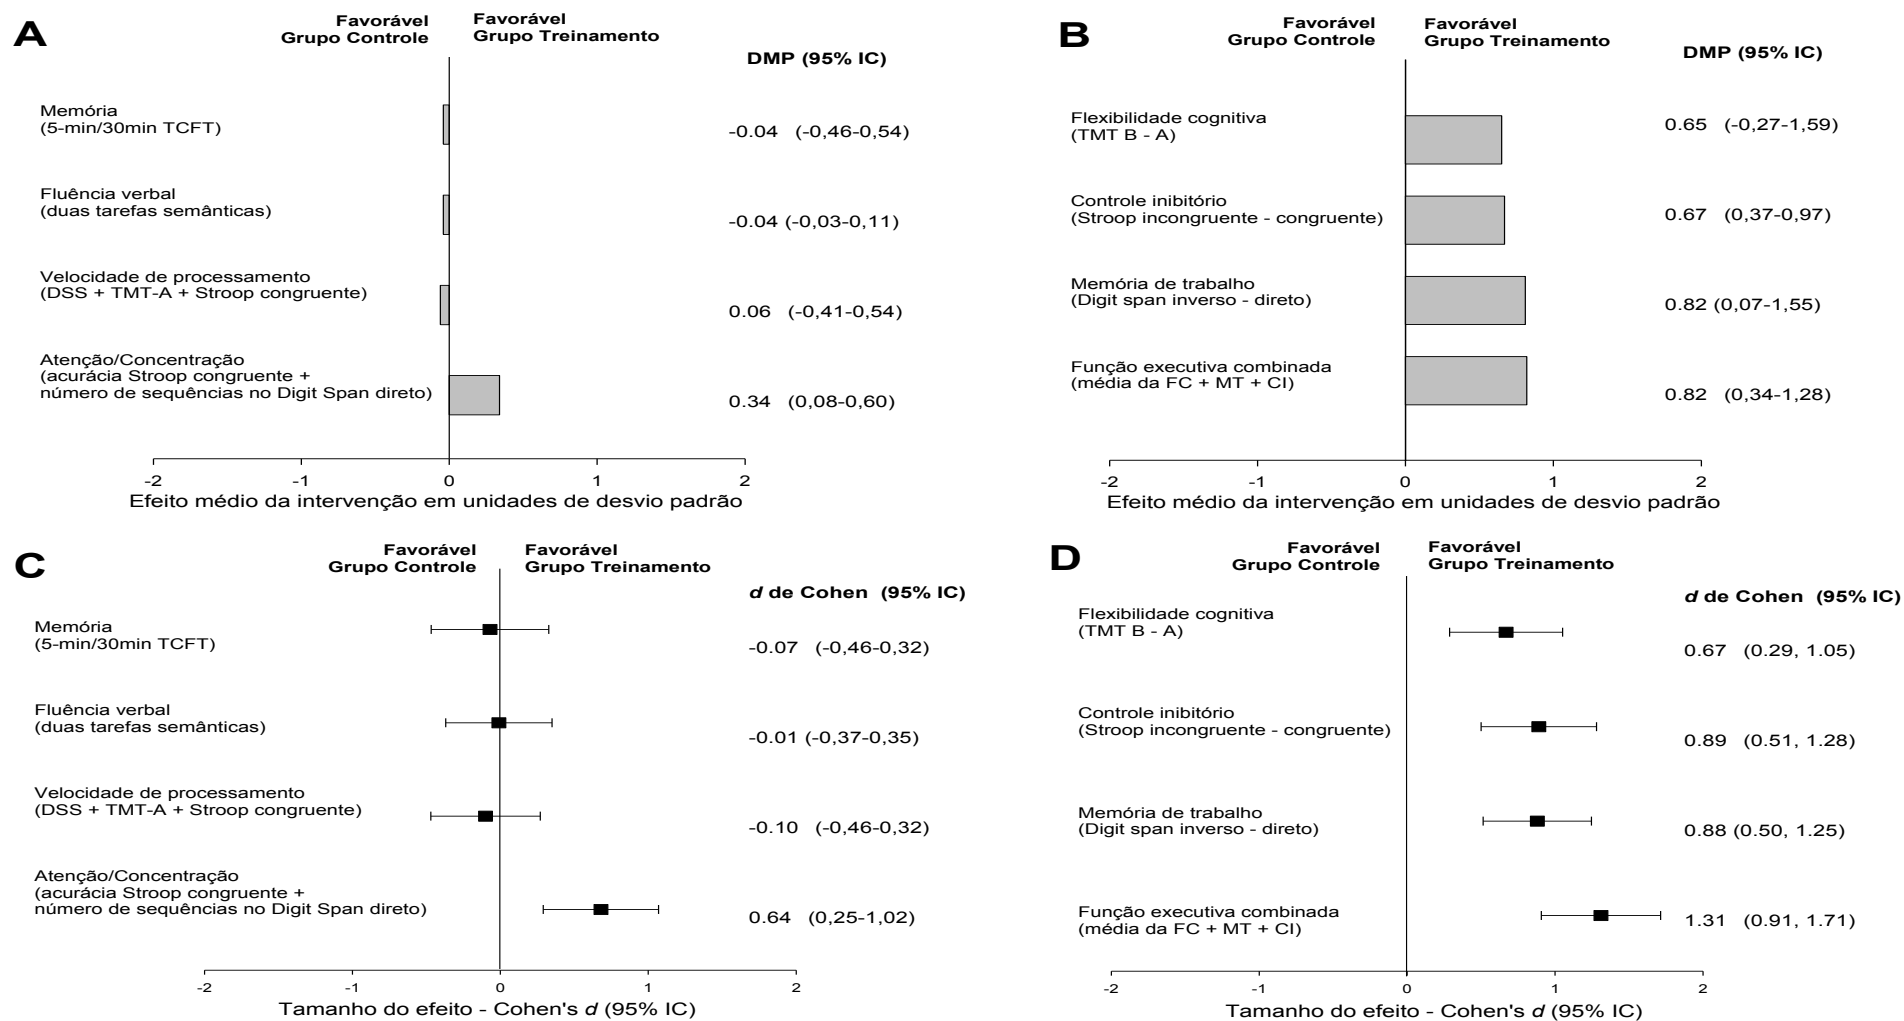 A
Favorável
Grupo Controle
Favorável
Grupo Treinamento
DMP (95% IC)
Memória
(5-min/30min TCFT)
-0.04 (-0,46-0,54)
Fluência verbal
(duas tarefas semânticas)
-0.04 (-0,03-0,11)
Velocidade de processamento
(DSS + TMT-A + Stroop congruente)
0.06 (-0,41-0,54)
Atenção/Concentração
(acurácia Stroop congruente +
número de sequências no Digit Span direto)
0.34 (0,08-0,60)
-2 -1 0 1 2
Efeito médio da intervenção em unidades de desvio padrão
B
Favorável
Grupo Controle
Favorável
Grupo Treinamento
DMP (95% IC)
Flexibilidade cognitiva
(TMT B - A)
0.65 (-0,27-1,59)
Controle inibitório
(Stroop incongruente - congruente)
0.67 (0,37-0,97)
Memória de trabalho
(Digit span inverso - direto)
0.82 (0,07-1,55)
Função executiva combinada
(média da FC + MT + CI)
0.82 (0,34-1,28)
-2 -1 0 1 2
Efeito médio da intervenção em unidades de desvio padrão
C
Favorável
Grupo Controle
Favorável
Grupo Treinamento
d de Cohen (95% IC)
Memória
(5-min/30min TCFT)
-0.07 (-0,46-0,32)
Fluência verbal
(duas tarefas semânticas)
-0.01 (-0,37-0,35)
Velocidade de processamento
(DSS + TMT-A + Stroop congruente)
-0.10 (-0,46-0,32)
Atenção/Concentração
(acurácia Stroop congruente +
número de sequências no Digit Span direto)
0.64 (0,25-1,02)
-2 -1 0 1 2
Tamanho do efeito - Cohen's d (95% IC)
D
Favorável
Grupo Controle
Favorável
Grupo Treinamento
d de Cohen (95% IC)
Flexibilidade cognitiva
(TMT B - A)
0.67 (0.29, 1.05)
Controle inibitório
(Stroop incongruente - congruente)
0.89 (0.51, 1.28)
Memória de trabalho
(Digit span inverso - direto)
0.88 (0.50, 1.25)
Função executiva combinada
(média da FC + MT + CI)
1.31 (0.91, 1.71)
-2 -1 0 1 2
Tamanho do efeito - Cohen's d (95% IC)